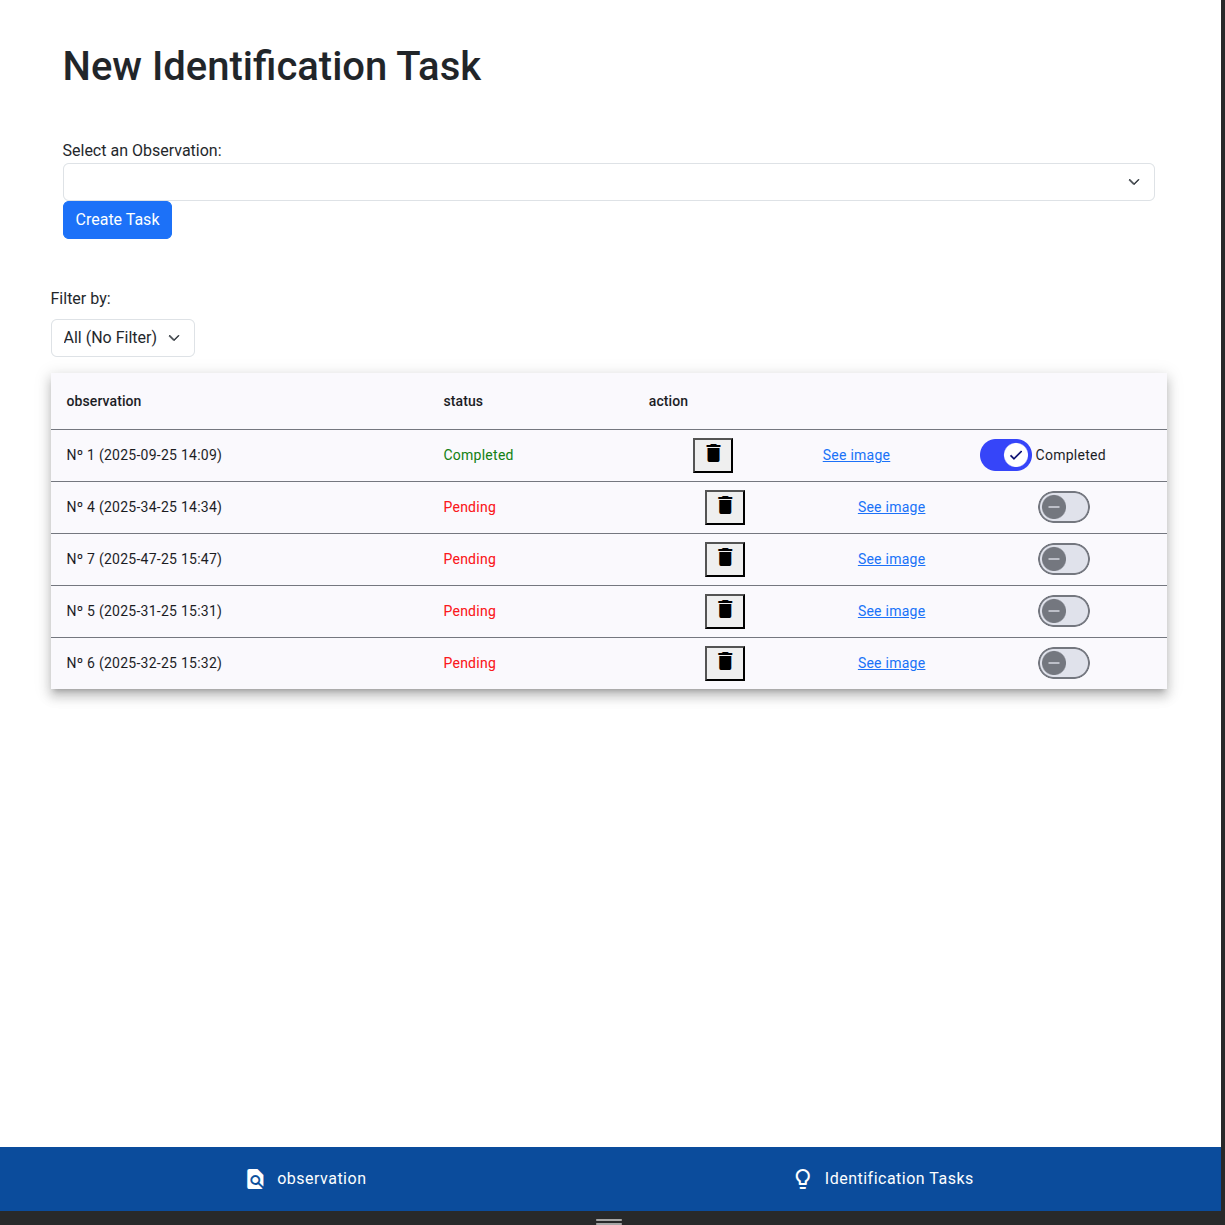 New Identification Task
Select an Observation:
Create Task
Filter by:
All (No Filter)
observation status action
Nº 1 (2025-09-25 14:09) Completed See image Completed
Nº 4 (2025-34-25 14:34) Pending See image
Nº 7 (2025-47-25 15:47) Pending See image
Nº 5 (2025-31-25 15:31) Pending See image
Nº 6 (2025-32-25 15:32) Pending See image
observation Identification Tasks